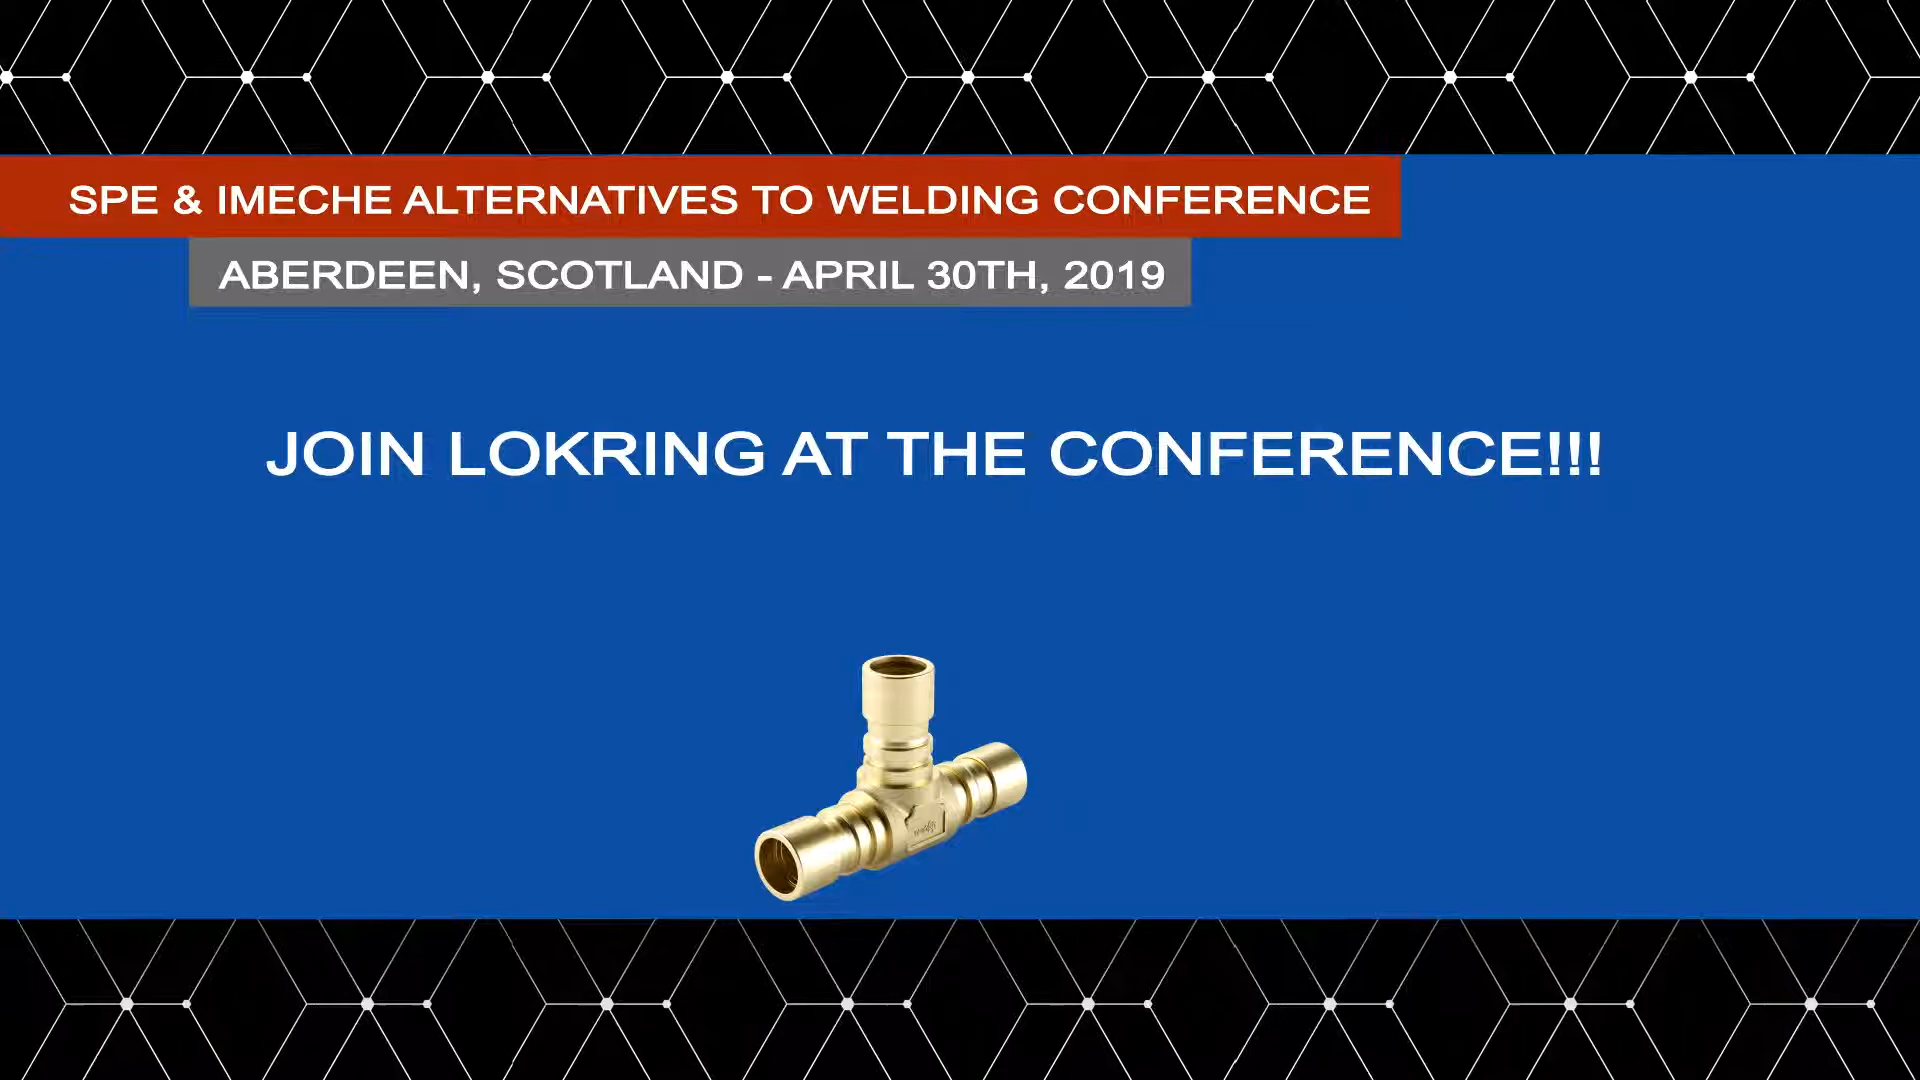 SPE & IMECHE ALTERNATIVES TO WELDING CONFERENCE
ABERDEEN, SCOTLAND - APRIL 30TH, 2019
JOIN LOKRING AT THE CONFERENCE!!!